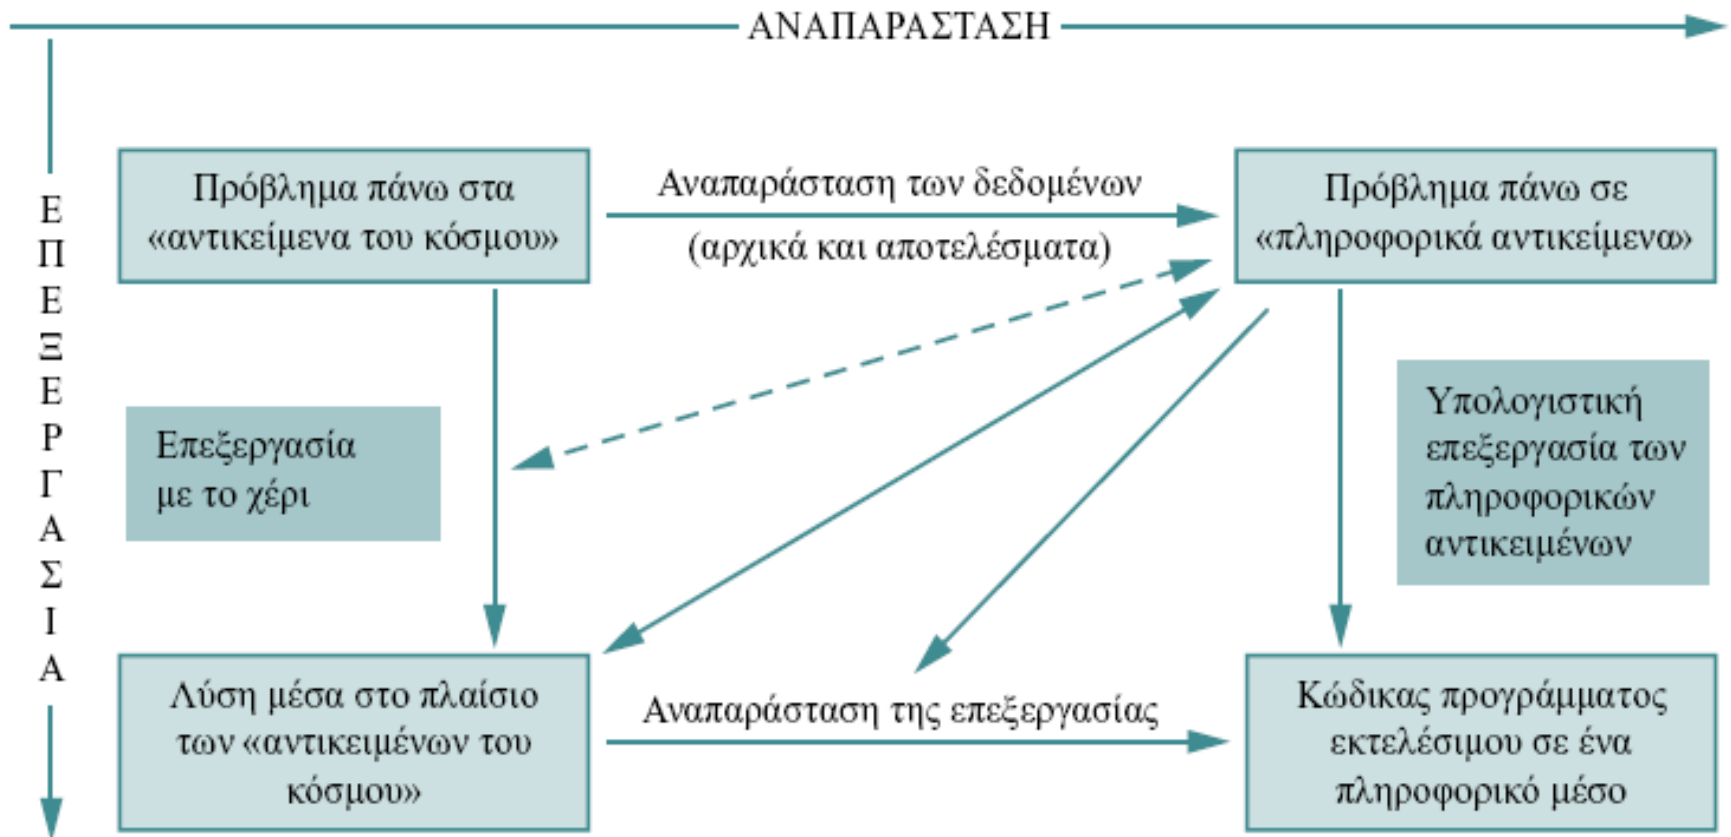 ΑΝΑΠΑΡΑΣΤΑΣΗ
ΕΠΕΞΕΡΓΑΣΙΑ
Πρόβλημα πάνω στα
«αντικείμενα του κόσμου»
Αναπαράσταση των δεδομένων
(αρχικά και αποτελέσματα)
Πρόβλημα πάνω σε
«πληροφορικά αντικείμενα»
Επεξεργασία
με το χέρι
Υπολογιστική
επεξεργασία των
πληροφορικών
αντικειμένων
Λύση μέσα στο πλαίσιο
των «αντικειμένων του
κόσμου»
Αναπαράσταση της επεξεργασίας
Κώδικας προγράμματος
εκτελέσιμου σε ένα
πληροφορικό μέσο